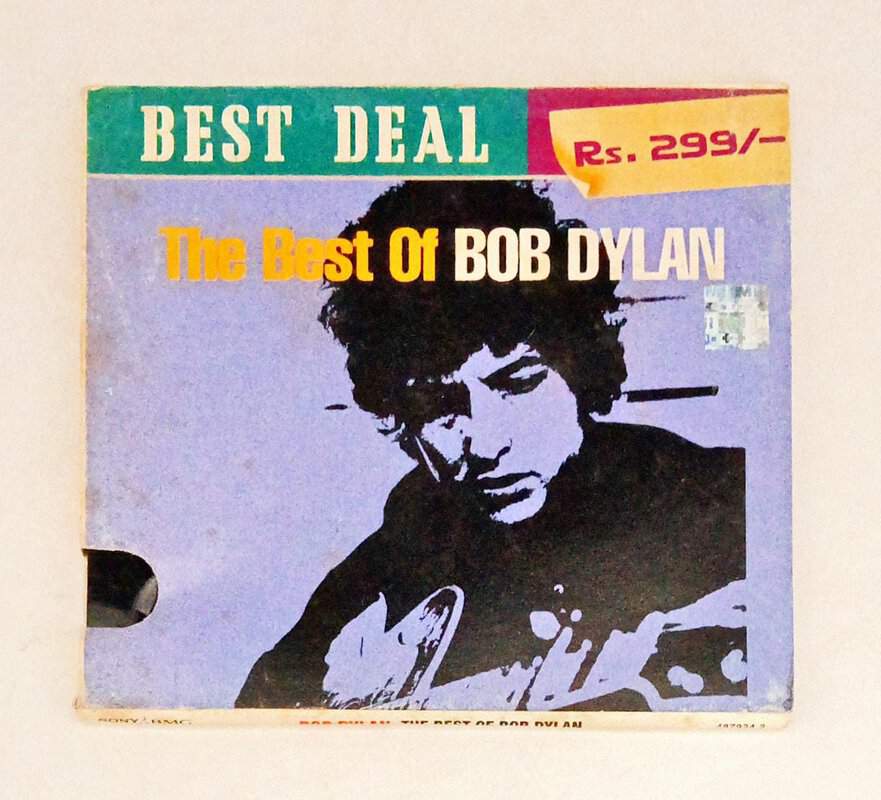 BEST DEAL
Rs. 299/-
The Best Of BOB DYLAN
SONY BMG
BOB DYLAN THE BEST OF BOB DYLAN